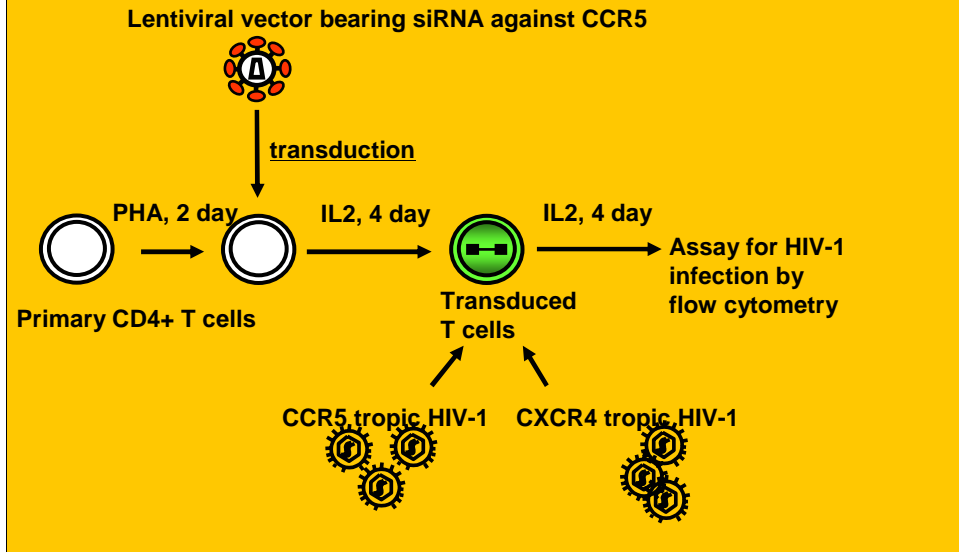 Lentiviral vector bearing siRNA against CCR5
transduction
PHA, 2 day
IL2, 4 day
IL2, 4 day
Assay for HIV-1
infection by
flow cytometry
Primary CD4+ T cells
Transduced
T cells
CCR5 tropic HIV-1
CXCR4 tropic HIV-1